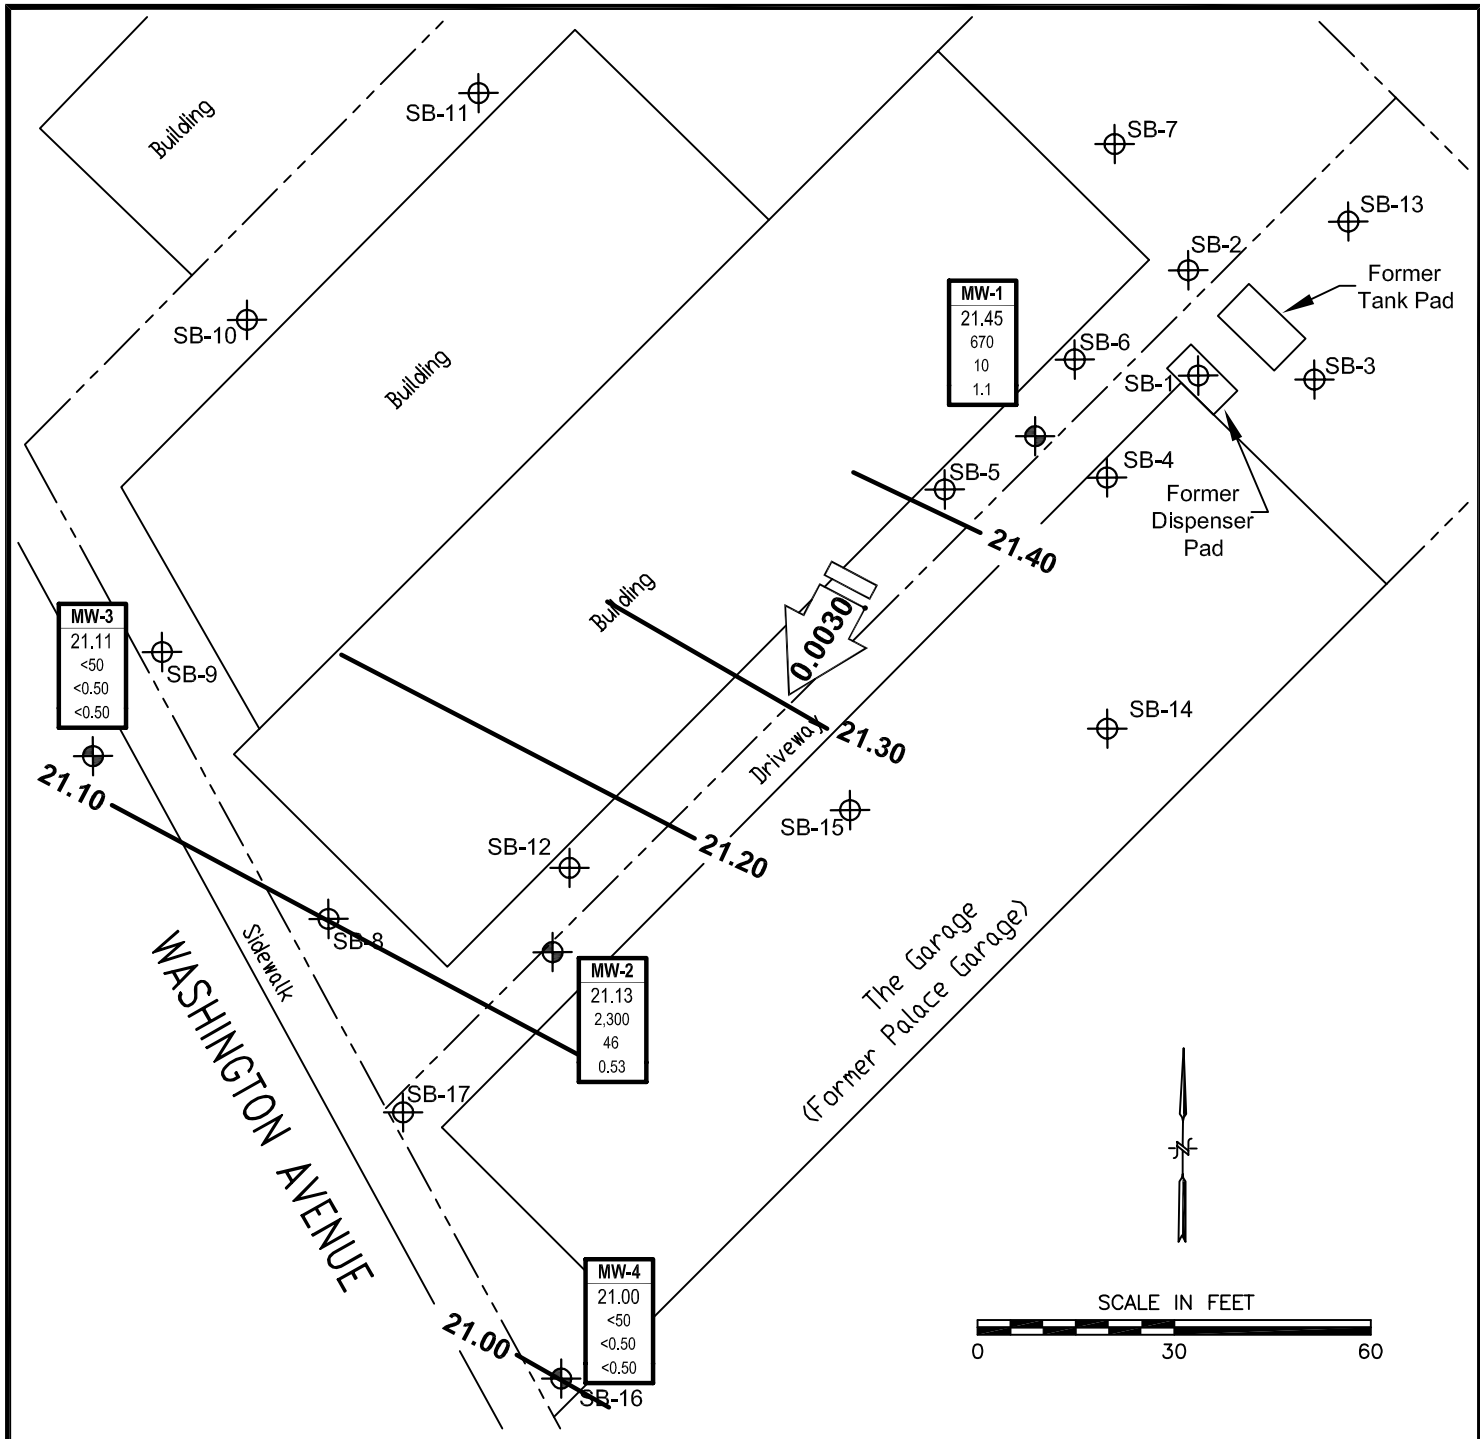 Building
SB-11
SB-7
SB-13
SB-2
Former
Tank Pad
SB-10
Building
MW-1
21.45
670
10
1.1
SB-6
SB-1
SB-3
SB-5
SB-4
Former
Dispenser
Pad
21.40
Building
0.0030
MW-3
21.11
<50
<0.50
<0.50
SB-9
21.10
Driveway
21.30
SB-14
SB-15
SB-12
21.20
SB-8
Sidewalk
WASHINGTON AVENUE
MW-2
21.13
2,300
46
0.53
The Garage
(Former Palace Garage)
SB-17
N
MW-4
21.00
<50
<0.50
<0.50
21.00
SB-16
SCALE IN FEET
0 30 60